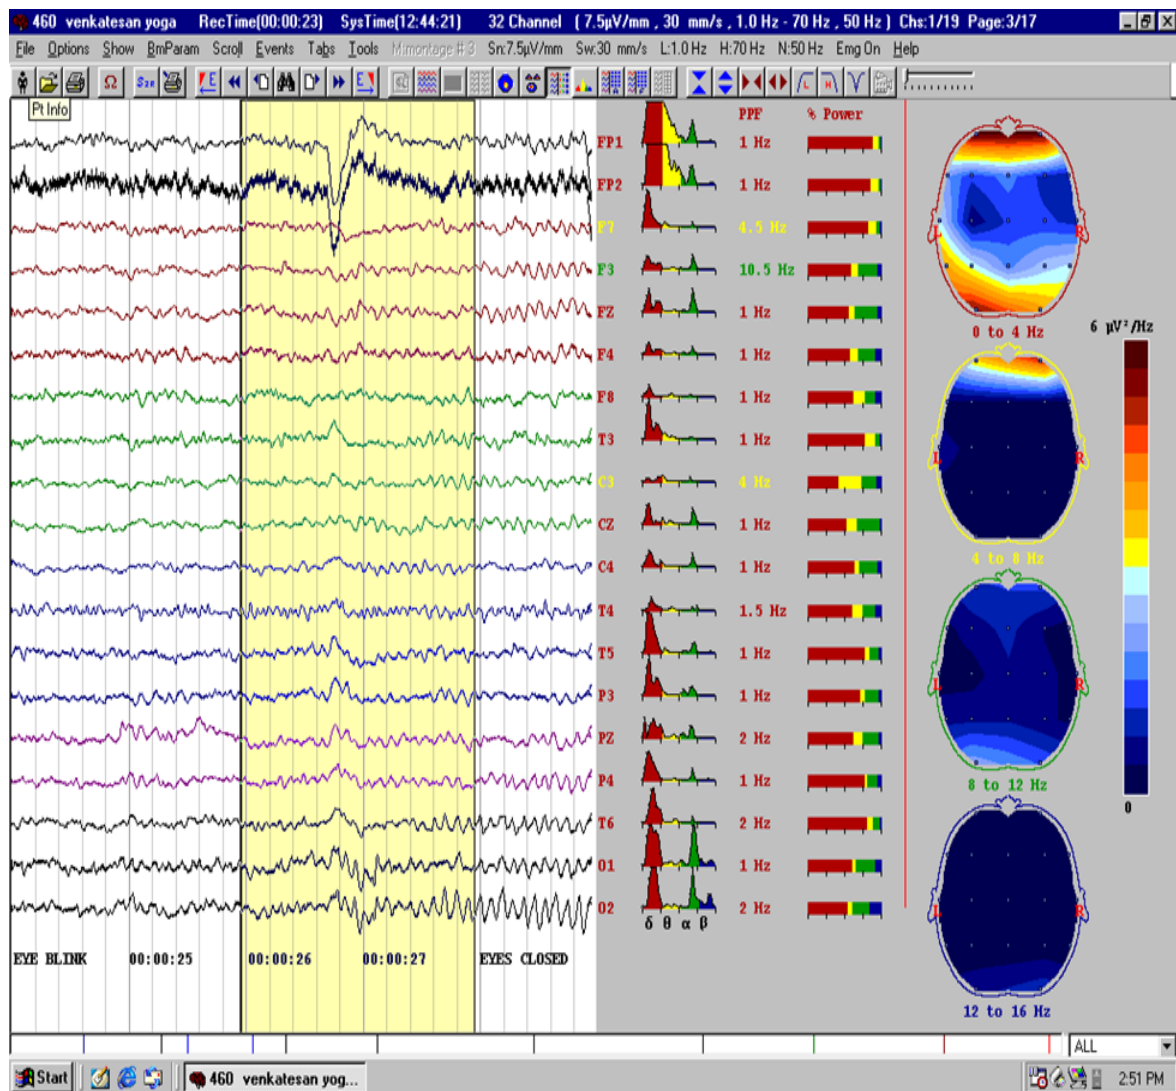 460 venkatesan yoga RecTime(00:00:23) SysTime(12:44:21) 32 Channel ( 7.5µV/mm , 30 mm/s , 1.0 Hz - 70 Hz , 50 Hz ) Chs:1/19 Page:3/17
File Options Show BmParam Scroll Events Tabs Tools M:montage # 3 Sn:7.5µV/mm Sw:30 mm/s L:1.0 Hz H:70 Hz N:50 Hz Emg On Help
Pt Info
PPF % Power
FP1 1 Hz
FP2 1 Hz
F7 4.5 Hz
F3 10.5 Hz
FZ 1 Hz
F4 1 Hz
F8 1 Hz
T3 1 Hz
C3 4 Hz
CZ 1 Hz
C4 1 Hz
T4 1.5 Hz
T5 1 Hz
P3 1 Hz
PZ 2 Hz
P4 1 Hz
T6 2 Hz
O1 1 Hz
O2 2 Hz
δ θ α β
EYE BLINK 00:00:25 00:00:26 00:00:27 EYES CLOSED
L R
0 to 4 Hz
6 µV²/Hz
L R
4 to 8 Hz
L R
8 to 12 Hz
0
L R
12 to 16 Hz
ALL
Start 460 venkatesan yog... 2:51 PM